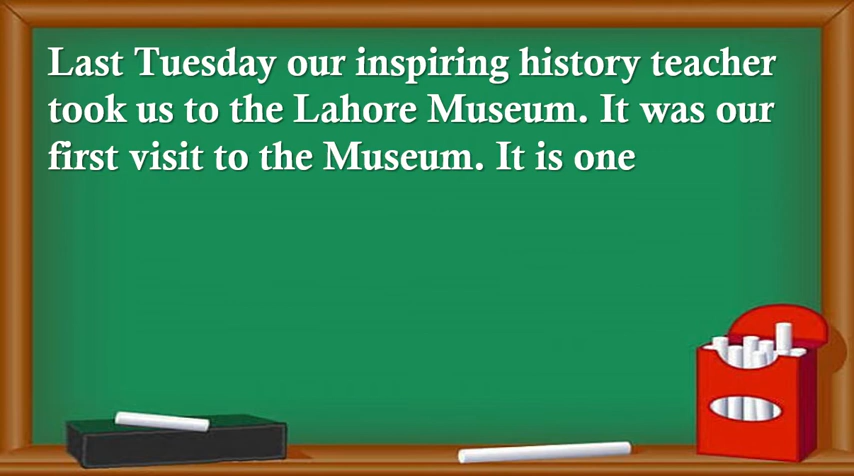 Last Tuesday our inspiring history teacher
took us to the Lahore Museum. It was our
first visit to the Museum. It is one